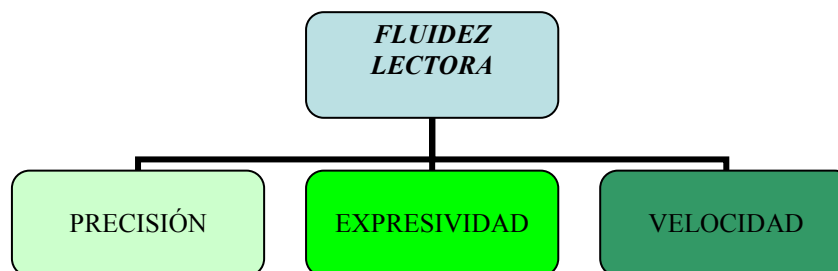 FLUIDEZ
LECTORA
PRECISIÓN
EXPRESIVIDAD
VELOCIDAD